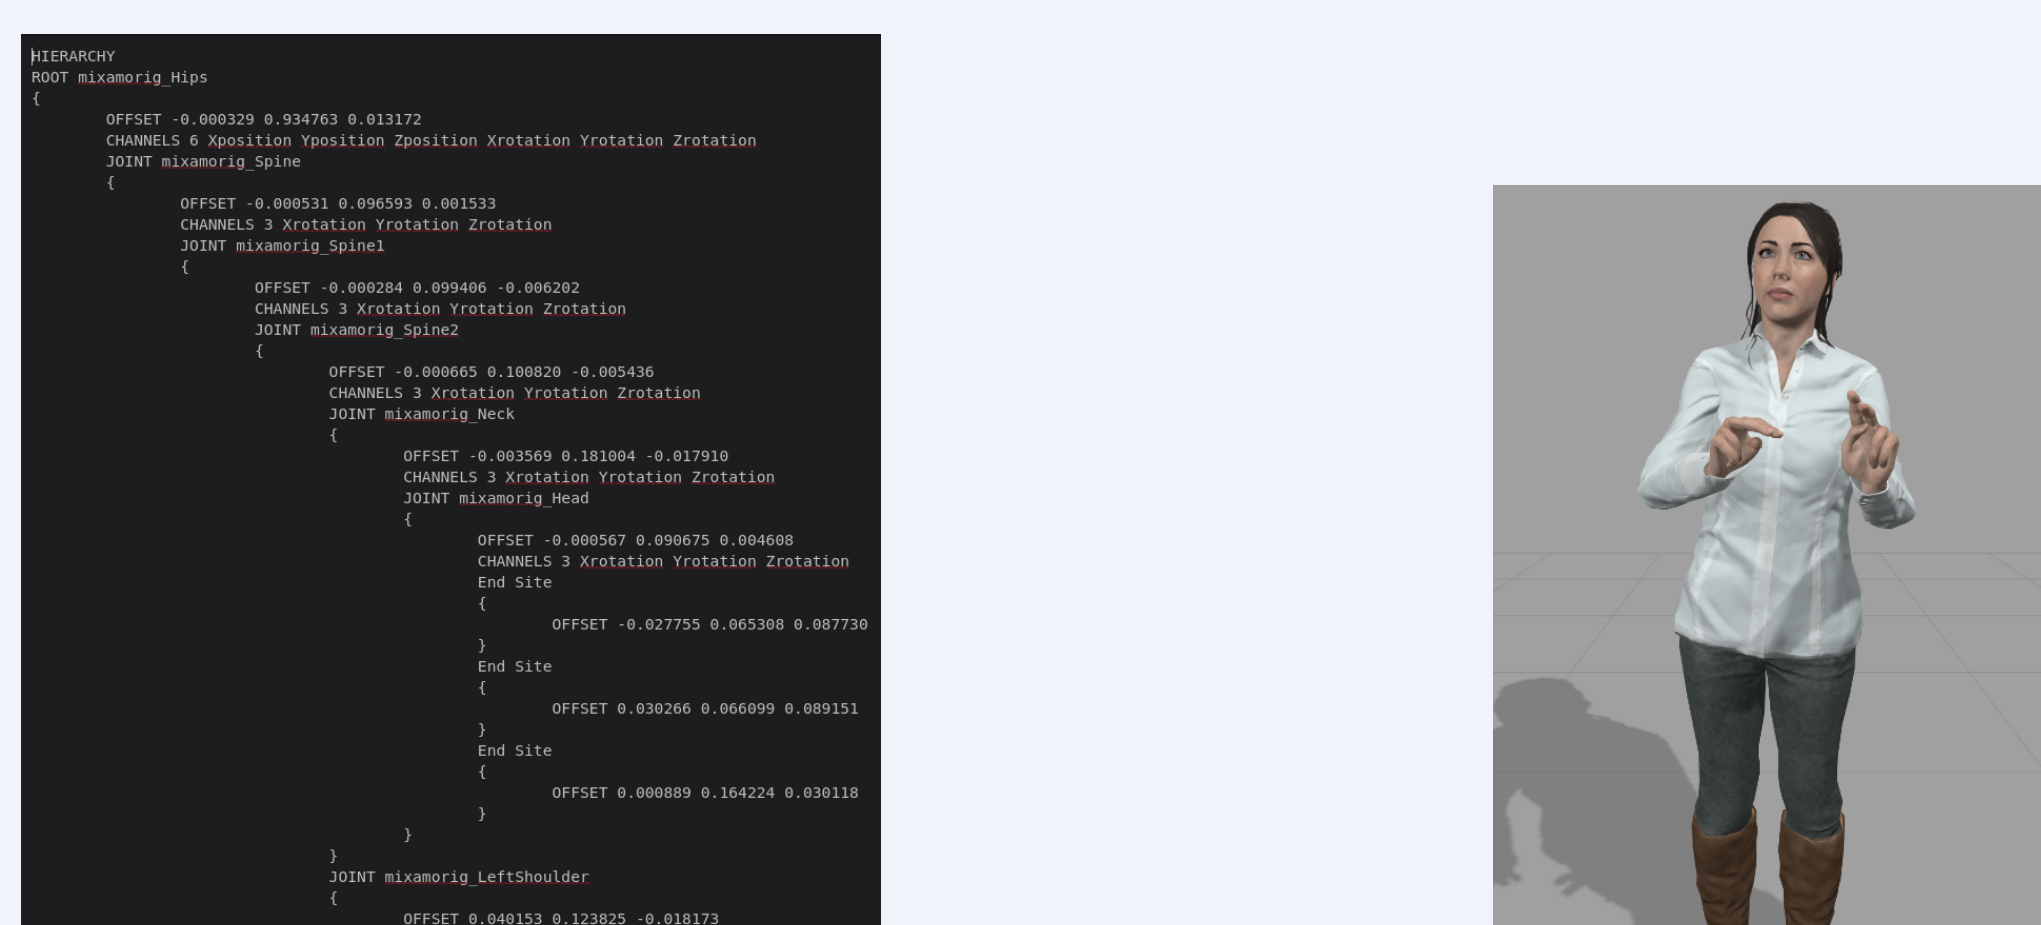 HIERARCHY
ROOT mixamorig_Hips
{
OFFSET -0.000329 0.934763 0.013172
CHANNELS 6 Xposition Yposition Zposition Xrotation Yrotation Zrotation
JOINT mixamorig_Spine
{
OFFSET -0.000531 0.096593 0.001533
CHANNELS 3 Xrotation Yrotation Zrotation
JOINT mixamorig_Spine1
{
OFFSET -0.000284 0.099406 -0.006202
CHANNELS 3 Xrotation Yrotation Zrotation
JOINT mixamorig_Spine2
{
OFFSET -0.000665 0.100820 -0.005436
CHANNELS 3 Xrotation Yrotation Zrotation
JOINT mixamorig_Neck
{
OFFSET -0.003569 0.181004 -0.017910
CHANNELS 3 Xrotation Yrotation Zrotation
JOINT mixamorig_Head
{
OFFSET -0.000567 0.090675 0.004608
CHANNELS 3 Xrotation Yrotation Zrotation
End Site
{
OFFSET -0.027755 0.065308 0.087730
}
End Site
{
OFFSET 0.030266 0.066099 0.089151
}
End Site
{
OFFSET 0.000889 0.164224 0.030118
}
}
}
JOINT mixamorig_LeftShoulder
{
OFFSET 0.040153 0.123825 -0.018173